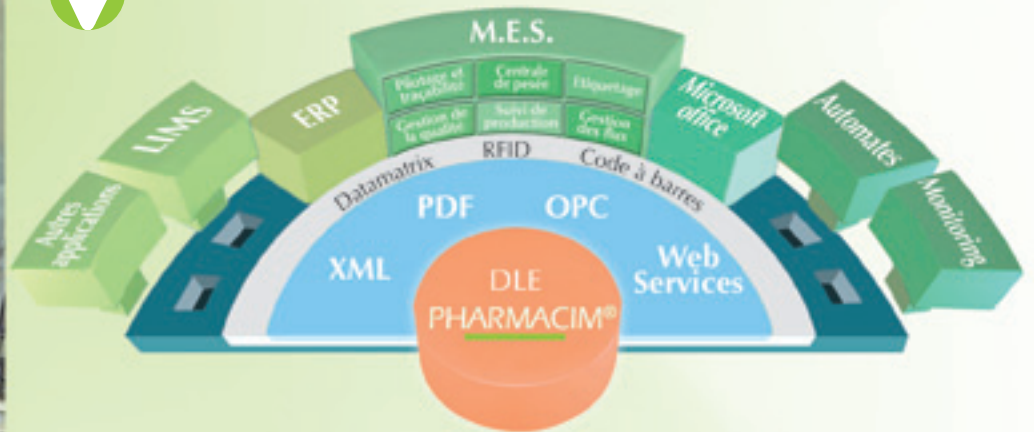 M.E.S.
Pilotage et
traçabilité
Centrale
de pesée
Etiquetage
Gestion de
la qualité
Suivi de
production
Gestion
des flux
ERP
Microsoft
office
LIMS
Automates
Autres
applications
Monitoring
Datamatrix
RFID
Code à barres
PDF
OPC
XML
Web
Services
DLE
PHARMACIM®